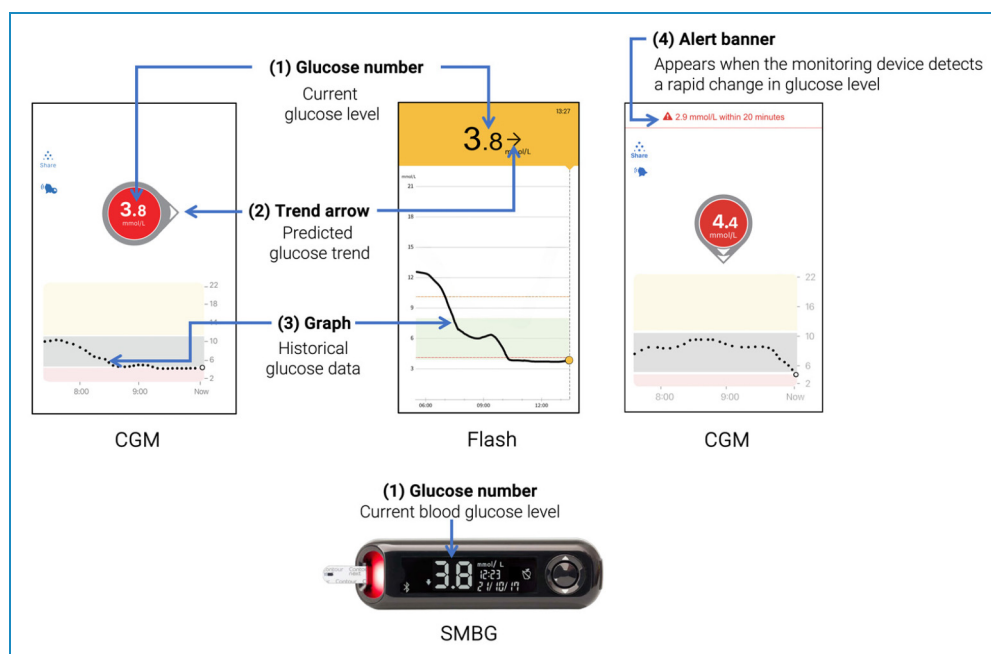 (4) Alert banner
Appears when the monitoring device detects
a rapid change in glucose level
(1) Glucose number
Current
glucose level
Share
3.8
mmol/L
(2) Trend arrow
Predicted
glucose trend
(3) Graph
Historical
glucose data
22
18
14
10
6
2
8:00
9:00
Now
CGM
13:27
3.8
mmol/L
mmol/L
21
18
15
12
9
6
3
06:00
09:00
12:00
Flash
2.9 mmol/L within 20 minutes
Share
4.4
mmol/L
22
16
10
6
2
8:00
9:00
Now
CGM
(1) Glucose number
Current blood glucose level
3.8
mmol/L
12:23
21/10/17
Contour
SMBG